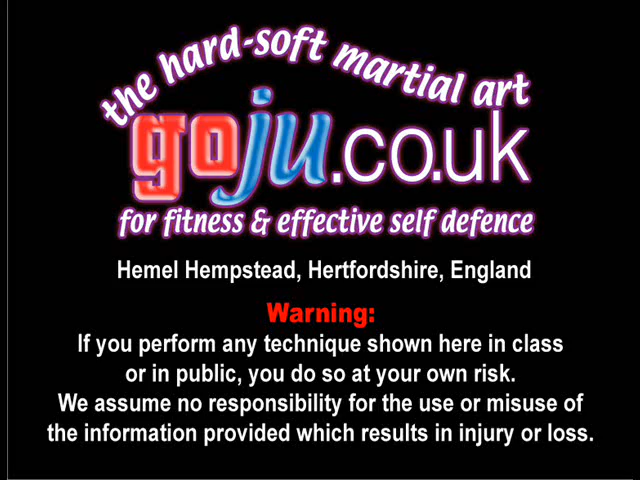 the hard-soft martial art
goju.co.uk
for fitness & effective self defence
Hemel Hempstead, Hertfordshire, England
Warning:
If you perform any technique shown here in class
or in public, you do so at your own risk.
We assume no responsibility for the use or misuse of
the information provided which results in injury or loss.